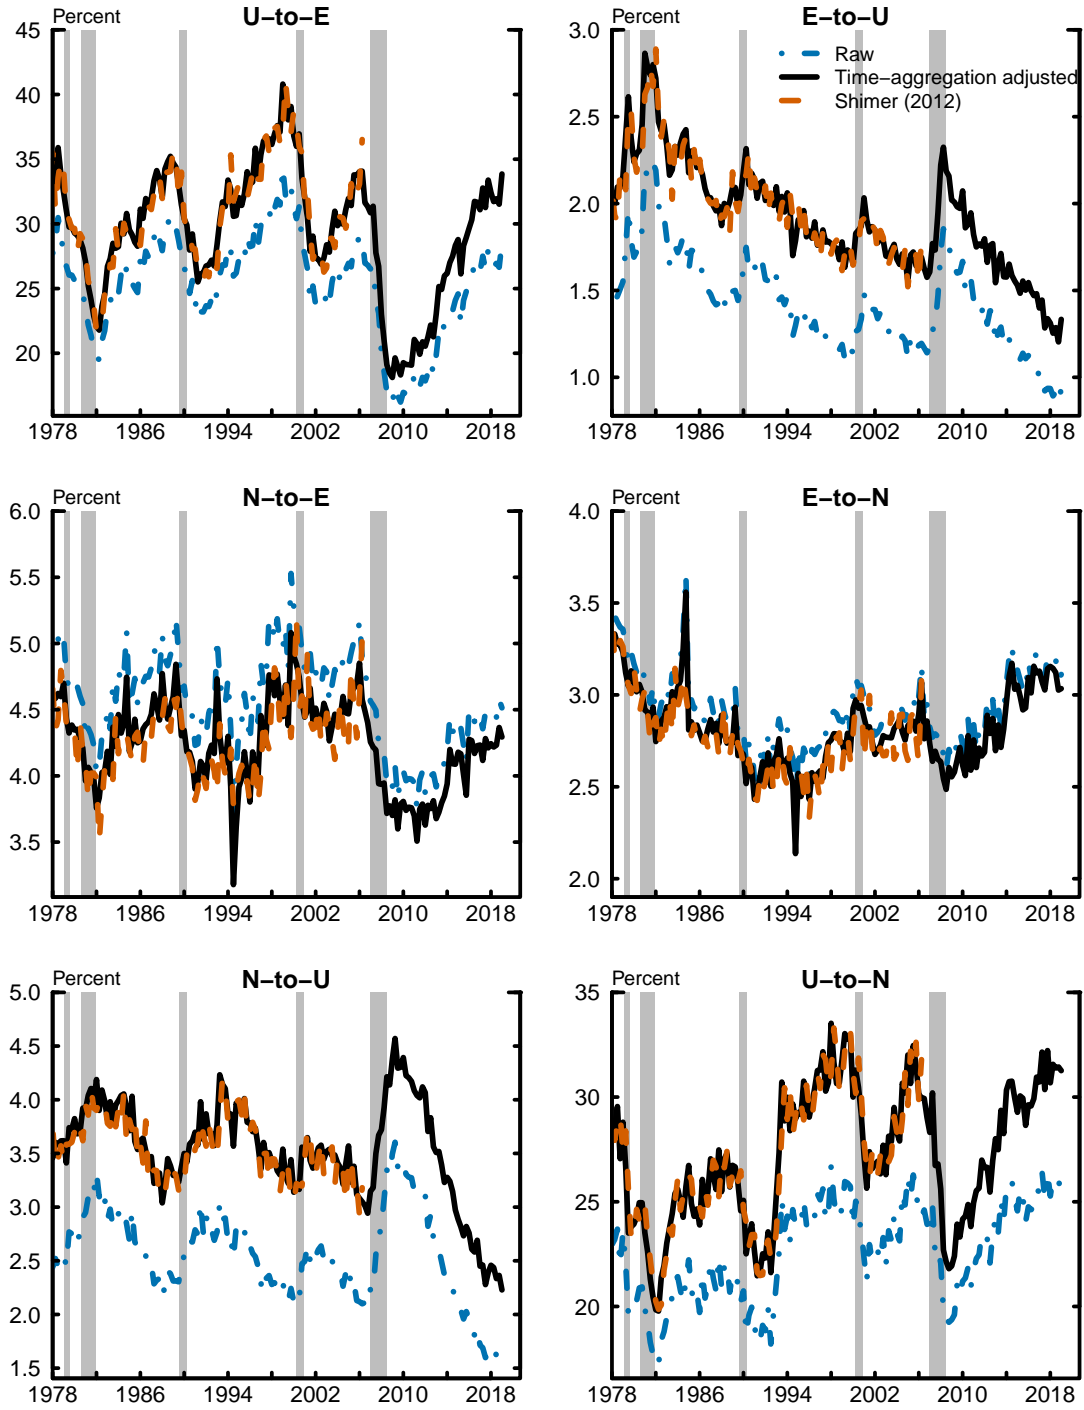 Percent
U–to–E
45
40
35
30
25
20
1978 1986 1994 2002 2010 2018
Percent
E–to–U
3.0
2.5
2.0
1.5
1.0
Raw
Time–aggregation adjusted
Shimer (2012)
1978 1986 1994 2002 2010 2018
Percent
N–to–E
6.0
5.5
5.0
4.5
4.0
3.5
1978 1986 1994 2002 2010 2018
Percent
E–to–N
4.0
3.5
3.0
2.5
2.0
1978 1986 1994 2002 2010 2018
Percent
N–to–U
5.0
4.5
4.0
3.5
3.0
2.5
2.0
1.5
1978 1986 1994 2002 2010 2018
Percent
U–to–N
35
30
25
20
1978 1986 1994 2002 2010 2018